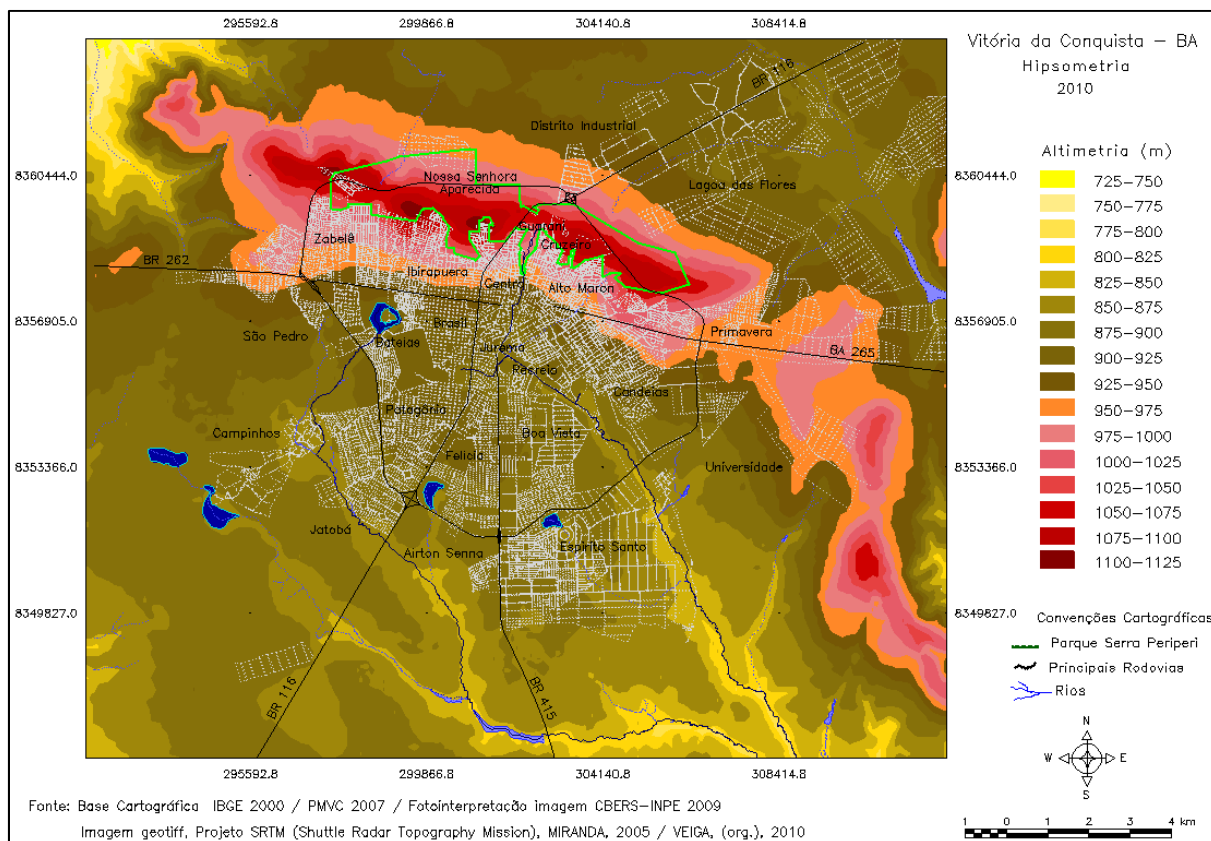 295592.8 299866.8 304140.8 308414.8
Vitória da Conquista – BA
Hipsometria
2010
Altimetria (m)
725–750
750–775
775–800
800–825
825–850
850–875
875–900
900–925
925–950
950–975
975–1000
1000–1025
1025–1050
1050–1075
1075–1100
1100–1125
BR 116
Distrito Industrial
8360444.0
Nossa Senhora
Aparecida
Lagoa das Flores
8360444.0
Guarani
Zabelê
Cruzeiro
BR 262
Ibirapuera
Centro
Alto Maron
8356905.0
São Pedro
Bateias
Brasil
Primavera
8356905.0
Jurema
BA 265
Recreio
Candeias
Patagônia
Campinhos
Boa Vista
Felícia
8353366.0
Universidade
8353366.0
Jatobá
Airton Senna
Espírito Santo
8349827.0
8349827.0
BR 116
BR 415
295592.8 299866.8 304140.8 308414.8
Convenções Cartográficas
Parque Serra Periperi
Principais Rodovias
Rios
N
W E
S
1 0 1 2 3 4 km
Fonte: Base Cartográfica IBGE 2000 / PMVC 2007 / Fotointerpretação imagem CBERS–INPE 2009
Imagem geotiff, Projeto SRTM (Shuttle Radar Topography Mission), MIRANDA, 2005 / VEIGA, (org.), 2010